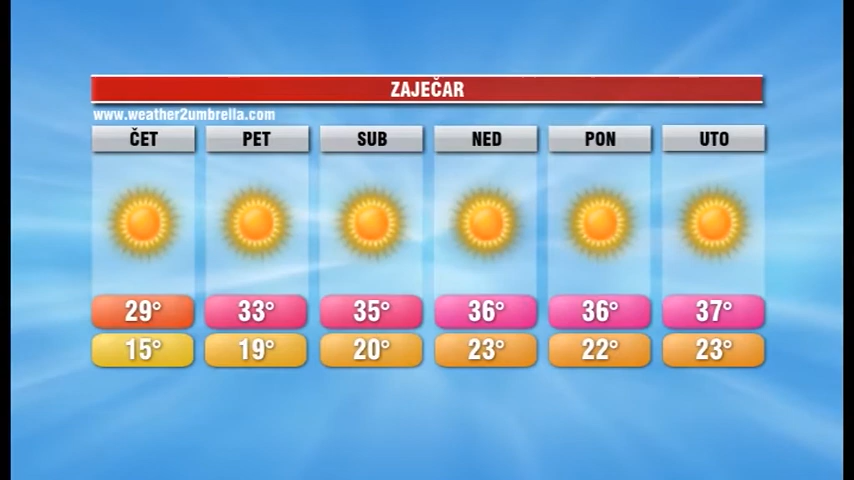 ZAJEČAR
www.weather2umbrella.com
ČET PET SUB NED PON UTO
29° 33° 35° 36° 36° 37°
15° 19° 20° 23° 22° 23°